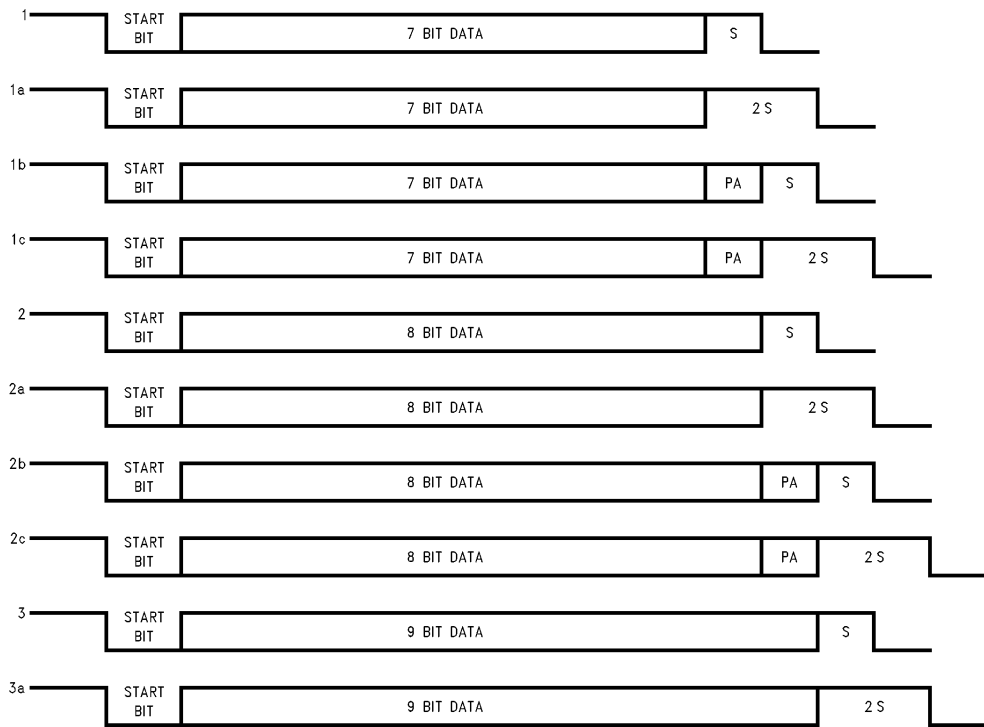 1 START BIT 7 BIT DATA S
1a START BIT 7 BIT DATA 2 S
1b START BIT 7 BIT DATA PA S
1c START BIT 7 BIT DATA PA 2 S
2 START BIT 8 BIT DATA S
2a START BIT 8 BIT DATA 2 S
2b START BIT 8 BIT DATA PA S
2c START BIT 8 BIT DATA PA 2 S
3 START BIT 9 BIT DATA S
3a START BIT 9 BIT DATA 2 S